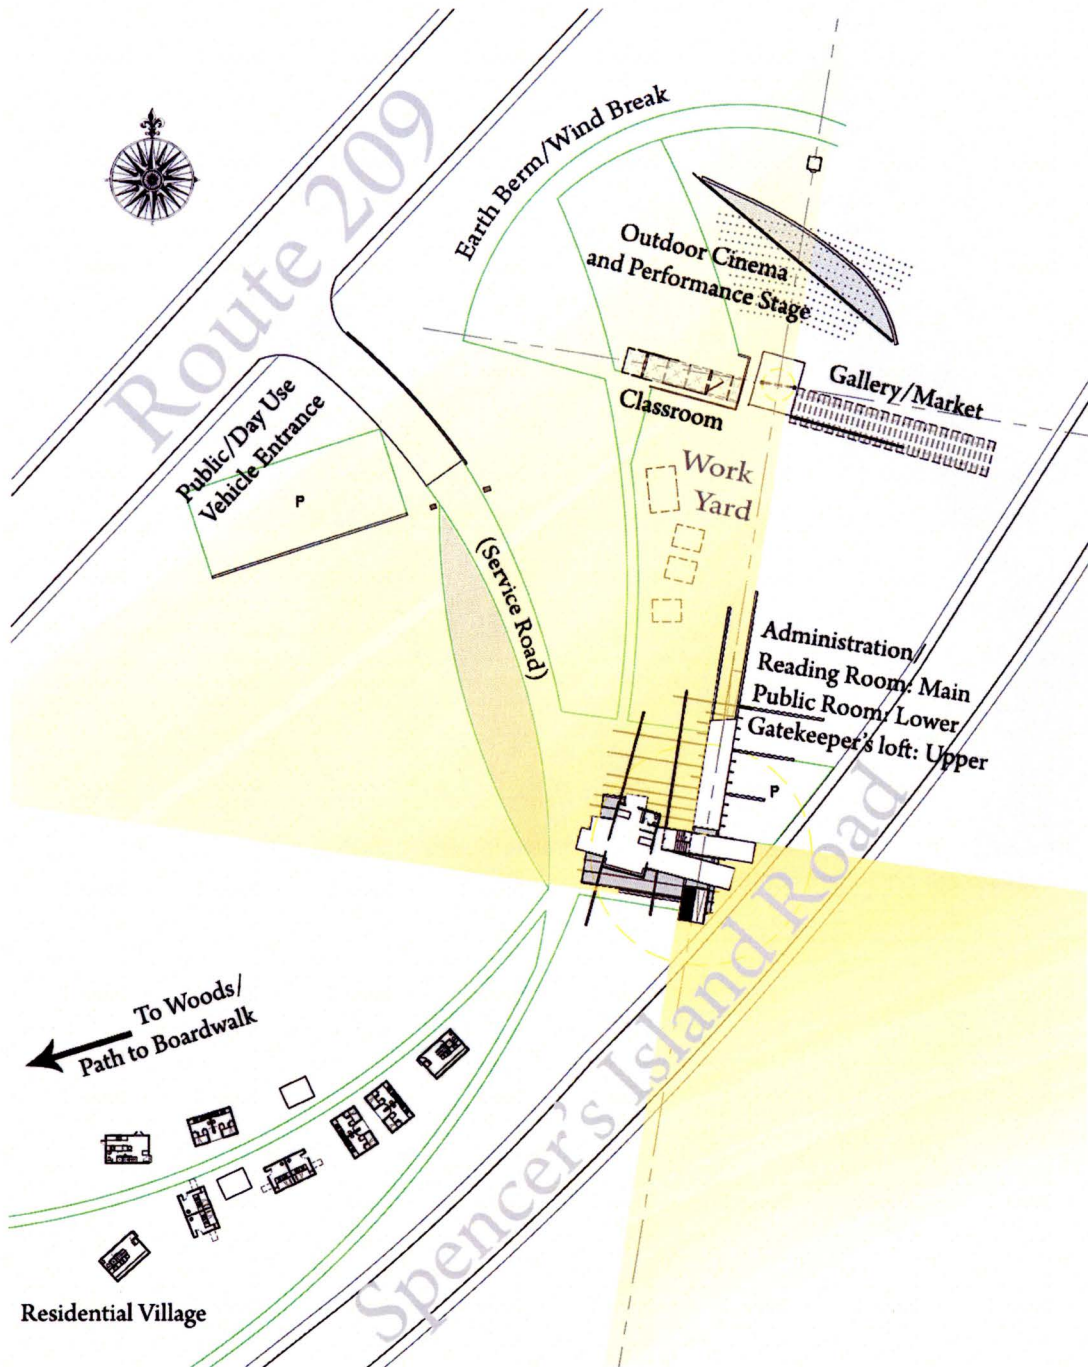 Route 209
Earth Berm/Wind Break
Outdoor Cinema
and Performance Stage
Gallery/Market
Classroom
Work
Yard
Public/Day Use
Vehicle Entrance
P
(Service Road)
Administration/
Reading Room: Main
Public Room: Lower
Gatekeeper's loft: Upper
P
Spencer's Island Road
To Woods/
Path to Boardwalk
Residential Village